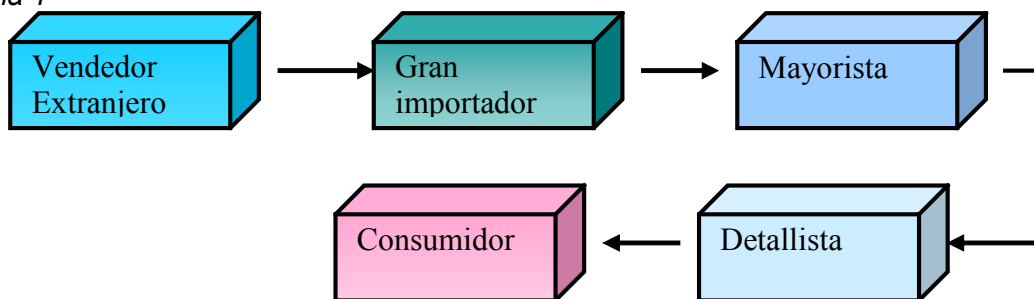 Vendedor
Extranjero
Gran
importador
Mayorista
Consumidor
Detallista